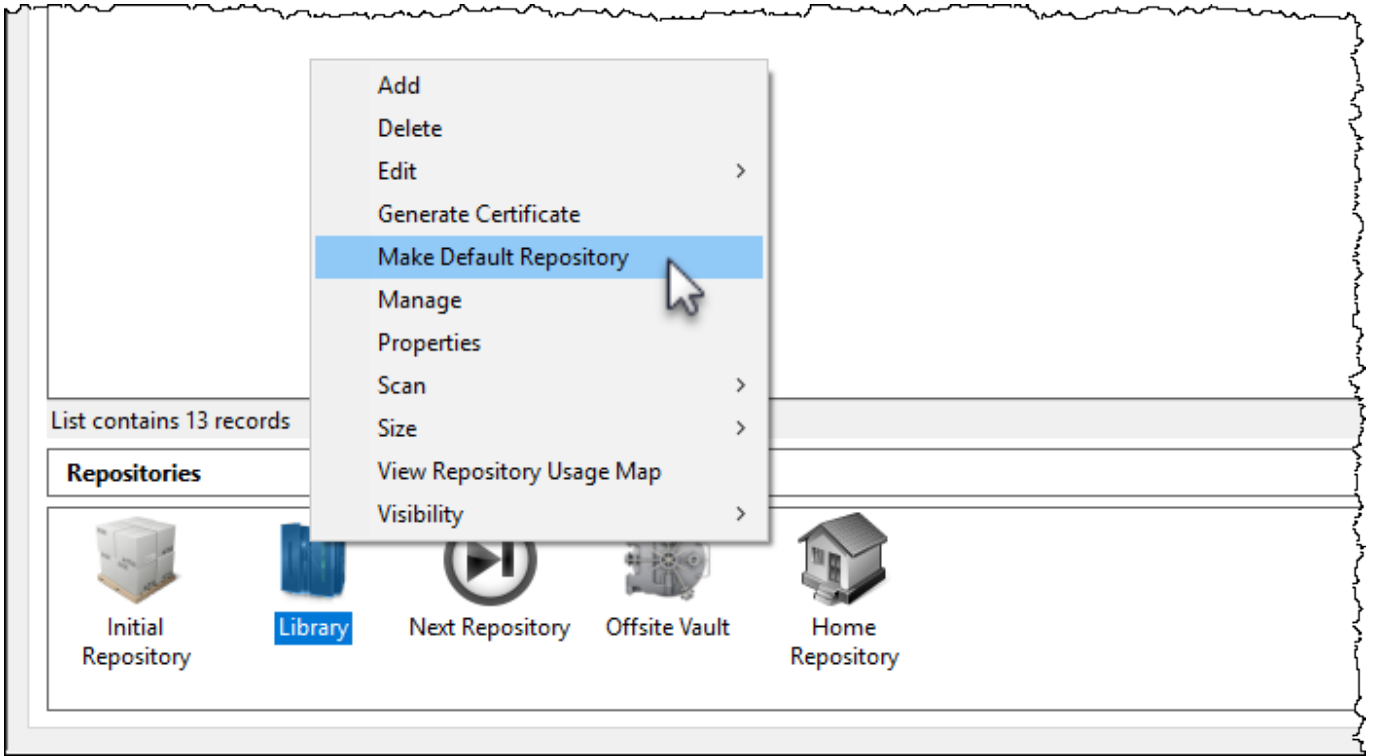 Add
Delete
Edit
Generate Certificate
Make Default Repository
Manage
Properties
Scan
List contains 13 records
Size
Repositories
View Repository Usage Map
Visibility
Initial
Repository
Library
Next Repository
Offsite Vault
Home
Repository